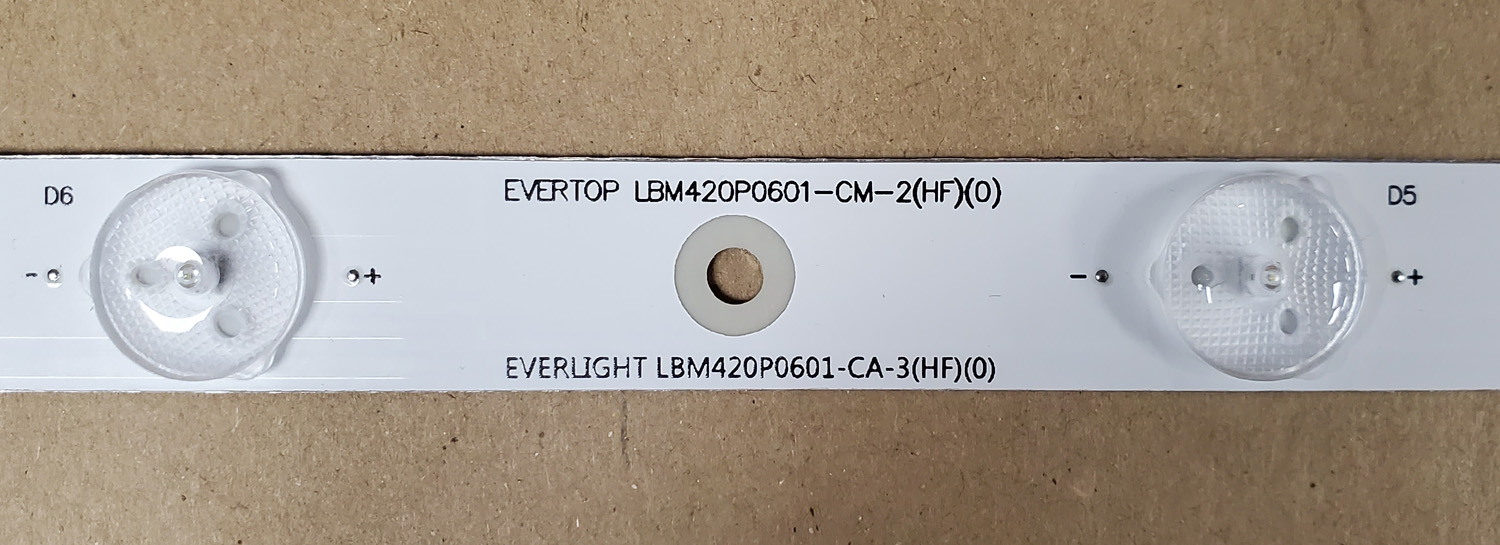 EVERTOP LBM420P0601-CM-2(HF)(0)
D6
D5
- +
- +
EVERLIGHT LBM420P0601-CA-3(HF)(0)